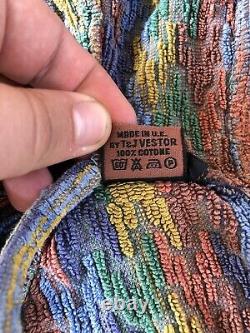 MADE IN U.E.
BY T&J VESTOR
100% COTONE